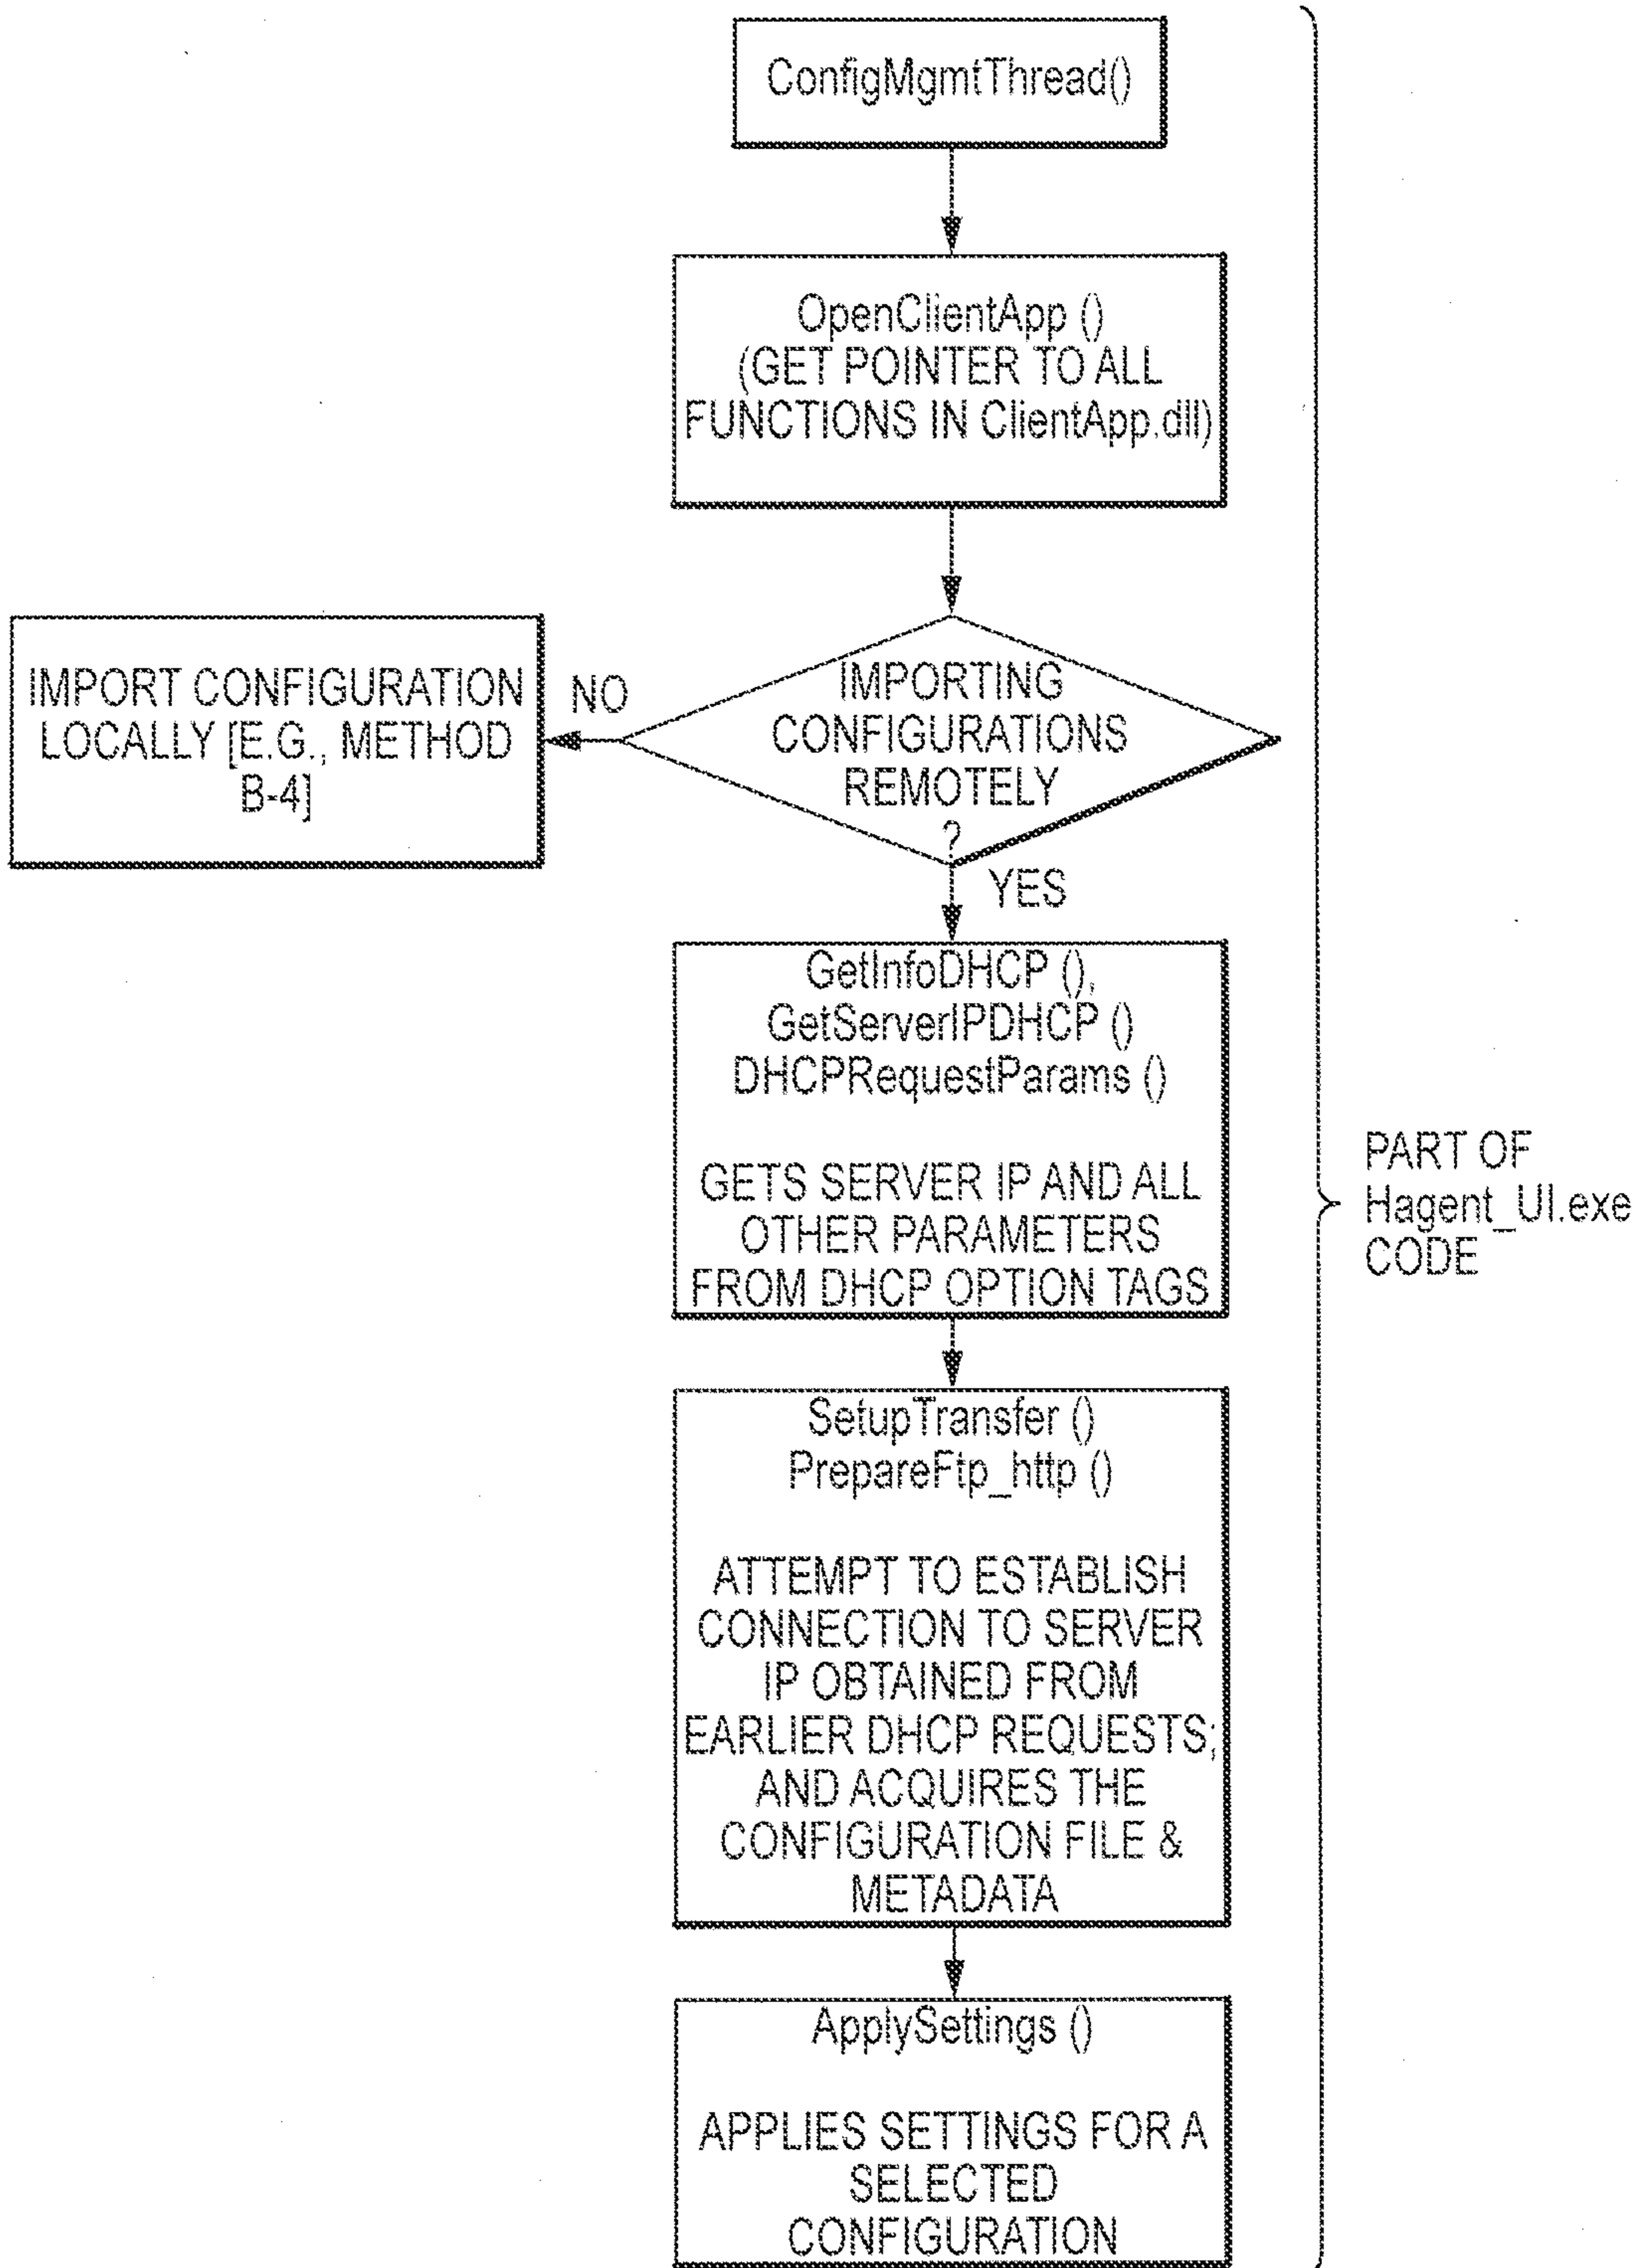 ConfigMgmtThread()
OpenClientApp ()
(GET POINTER TO ALL
FUNCTIONS IN ClientApp.dll)
IMPORTING
CONFIGURATIONS
REMOTELY
?
NO
IMPORT CONFIGURATION
LOCALLY [E.G., METHOD
B-4]
YES
GetInfoDHCP (),
GetServerIPDHCP ()
DHCPRequestParams ()
GETS SERVER IP AND ALL
OTHER PARAMETERS
FROM DHCP OPTION TAGS
SetupTransfer ()
PrepareFtp_http ()
ATTEMPT TO ESTABLISH
CONNECTION TO SERVER
IP OBTAINED FROM
EARLIER DHCP REQUESTS;
AND ACQUIRES THE
CONFIGURATION FILE &
METADATA
ApplySettings ()
APPLIES SETTINGS FOR A
SELECTED
CONFIGURATION
PART OF
Hagent_UI.exe
CODE